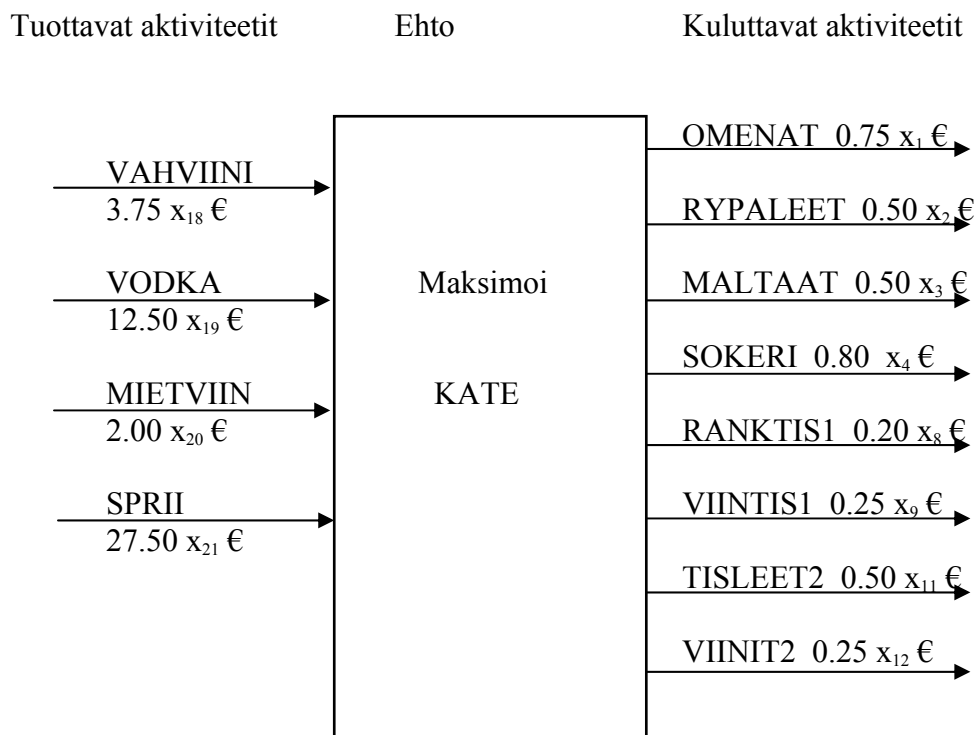 Tuottavat aktiviteetit Ehto Kuluttavat aktiviteetit
OMENAT 0.75 x₁ €
VAHVIINI
3.75 x₁₈ €
RYPALEET 0.50 x₂ €
VODKA
12.50 x₁₉ €
Maksimoi
MALTAAT 0.50 x₃ €
SOKERI 0.80 x₄ €
MIETVIIN
2.00 x₂₀ €
KATE
RANKTIS1 0.20 x₈ €
SPRII
27.50 x₂₁ €
VIINTIS1 0.25 x₉ €
TISLEET2 0.50 x₁₁ €
VIINIT2 0.25 x₁₂ €